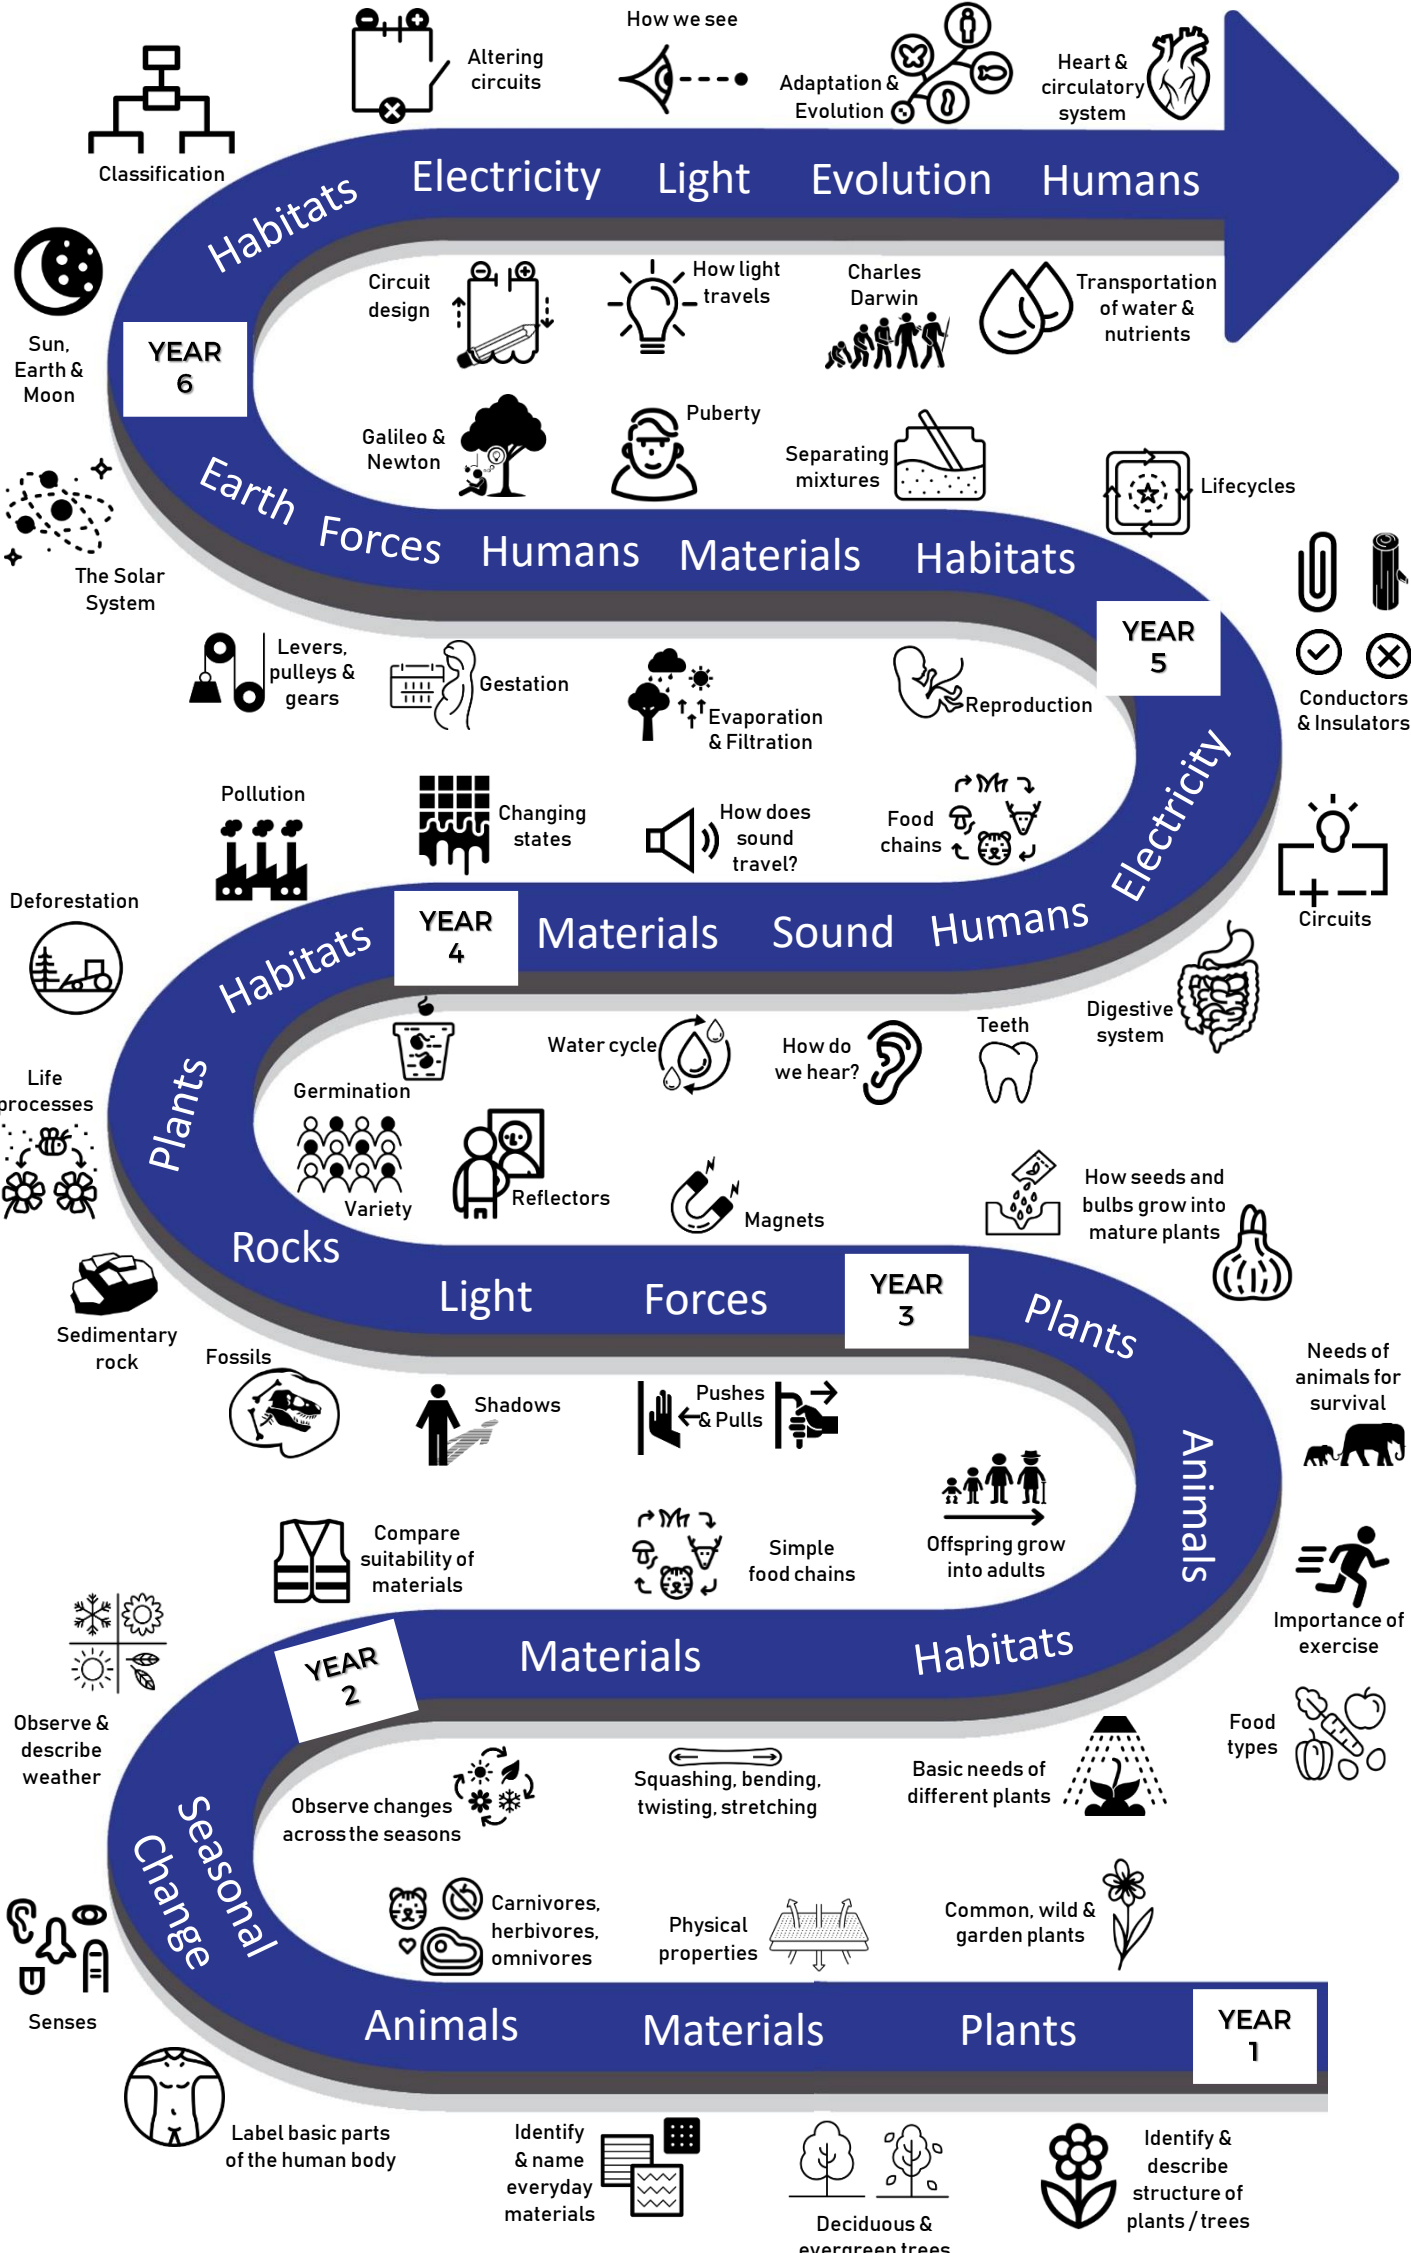 How we see
Altering
circuits
Adaptation &
Evolution
Heart &
circulatory
system
Classification
Habitats
Electricity
Light
Evolution
Humans
Sun,
Earth &
Moon
Circuit
design
How light
travels
Charles
Darwin
Transportation
of water &
nutrients
YEAR
6
Galileo &
Newton
Puberty
Separating
mixtures
Lifecycles
The Solar
System
Earth
Forces
Humans
Materials
Habitats
YEAR
5
Levers,
pulleys &
gears
Gestation
Evaporation
& Filtration
Reproduction
Conductors
& Insulators
Electricity
Pollution
Changing
states
How does
sound
travel?
Food
chains
Circuits
Deforestation
Habitats
YEAR
4
Materials
Sound
Humans
Digestive
system
Germination
Water cycle
How do
we hear?
Teeth
Life
processes
Plants
Variety
Reflectors
Magnets
How seeds and
bulbs grow into
mature plants
Rocks
Light
Forces
YEAR
3
Plants
Sedimentary
rock
Fossils
Shadows
Pushes
& Pulls
Needs of
animals for
survival
Animals
Compare
suitability of
materials
Simple
food chains
Offspring grow
into adults
Importance of
exercise
YEAR
2
Materials
Habitats
Observe &
describe
weather
Observe changes
across the seasons
Squashing, bending,
twisting, stretching
Basic needs of
different plants
Food
types
Seasonal
Change
Carnivores,
herbivores,
omnivores
Physical
properties
Common, wild &
garden plants
Senses
Animals
Materials
Plants
YEAR
1
Label basic parts
of the human body
Identify
& name
everyday
materials
Deciduous &
evergreen trees
Identify &
describe
structure of
plants / trees